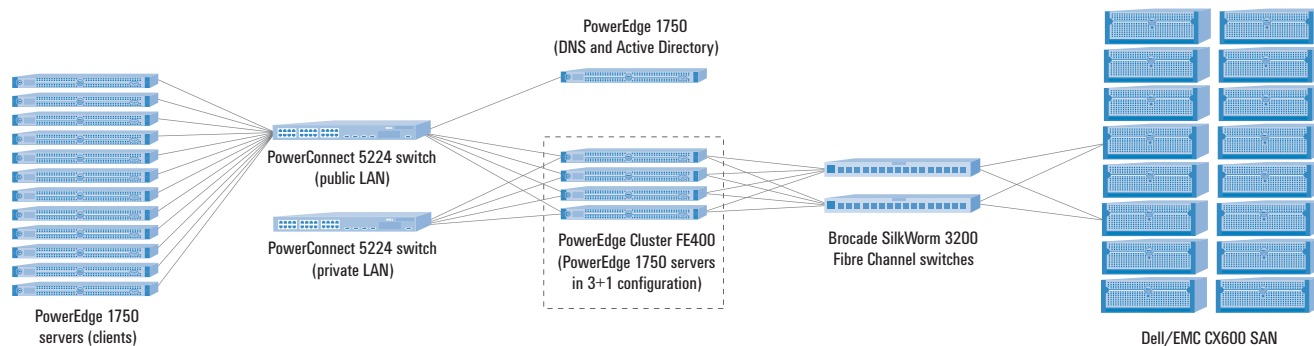 PowerEdge 1750
(DNS and Active Directory)
PowerConnect 5224 switch
(public LAN)
PowerConnect 5224 switch
(private LAN)
PowerEdge Cluster FE400
(PowerEdge 1750 servers
in 3+1 configuration)
Brocade SilkWorm 3200
Fibre Channel switches
PowerEdge 1750
servers (clients)
Dell/EMC CX600 SAN